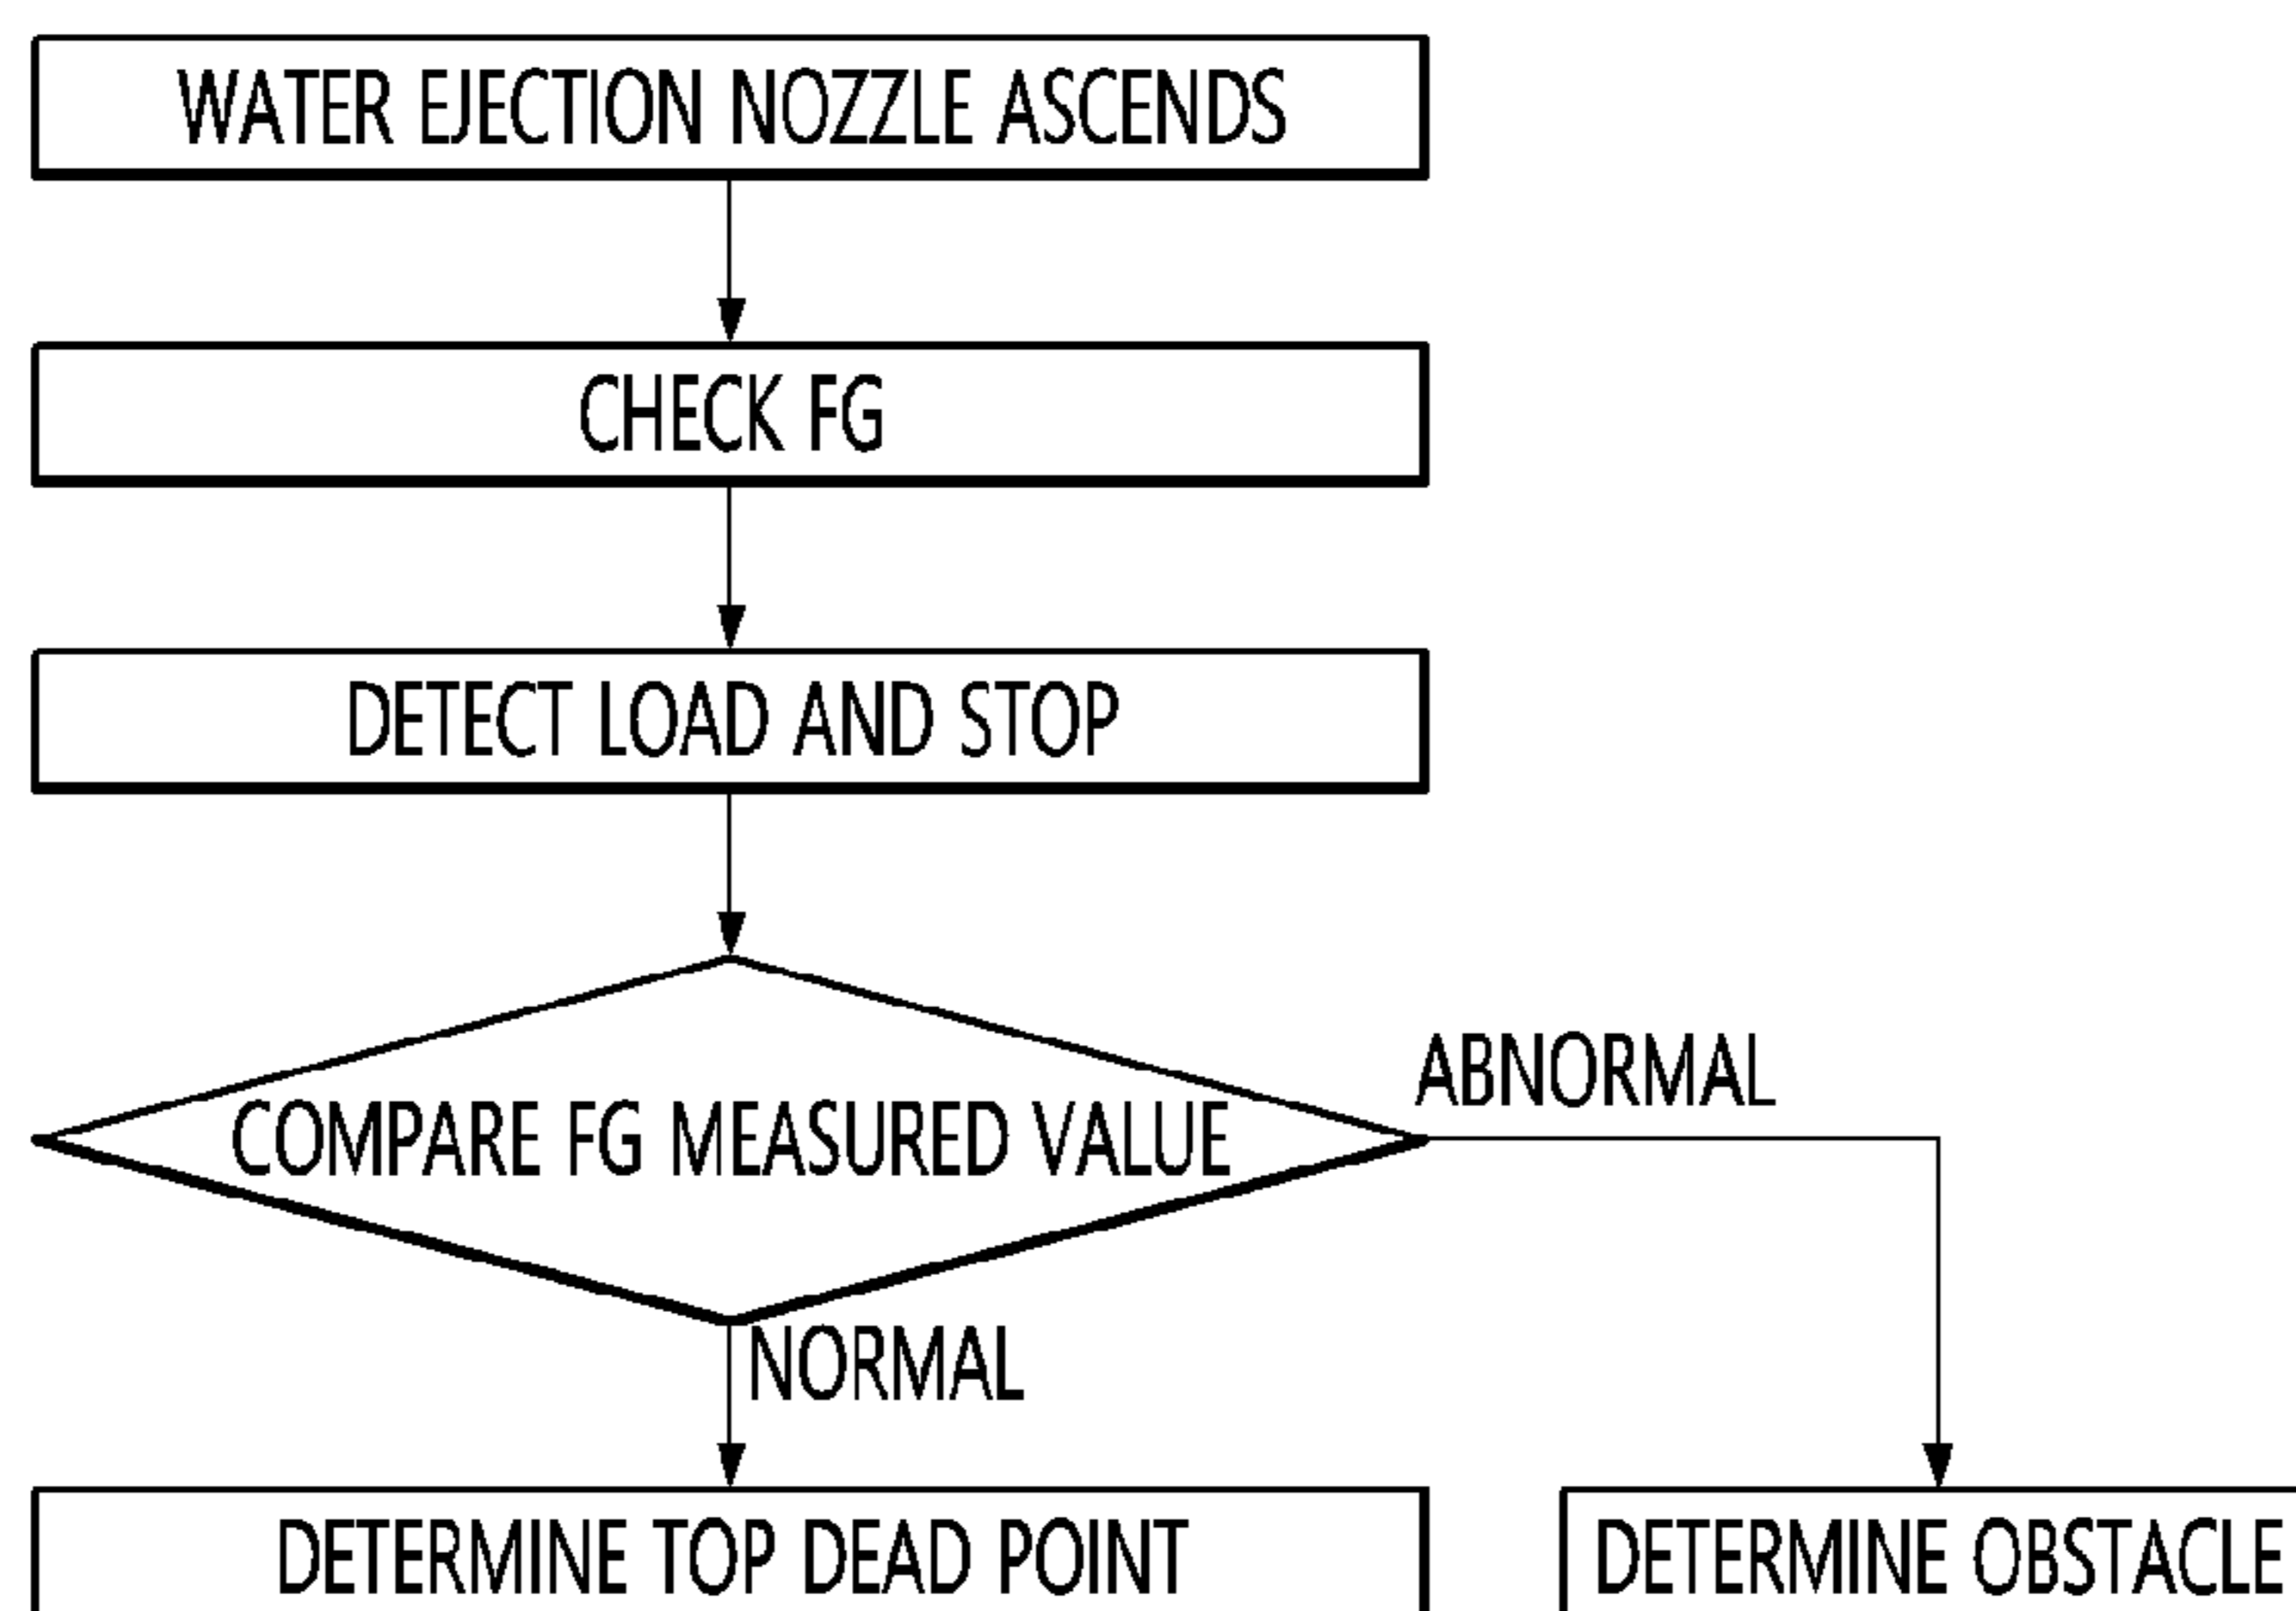 WATER EJECTION NOZZLE ASCENDS
CHECK FG
DETECT LOAD AND STOP
COMPARE FG MEASURED VALUE
ABNORMAL
NORMAL
DETERMINE TOP DEAD POINT
DETERMINE OBSTACLE